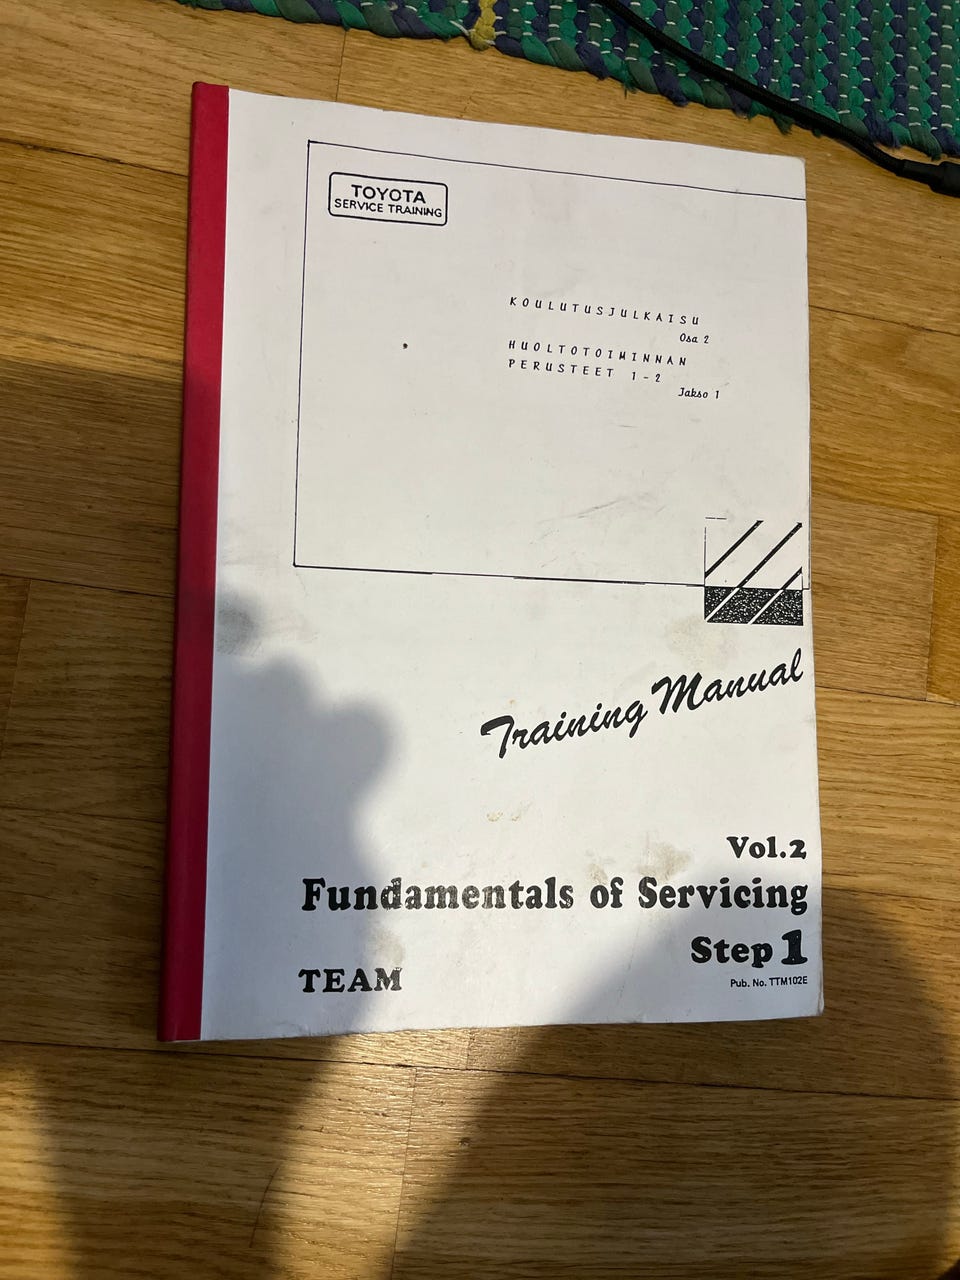 TOYOTA
SERVICE TRAINING
KOULUTUSJULKAISU
Osa 2
HUOLTOTOIMINNAN
PERUSTEET 1-2
Jakso 1
Training Manual
Vol.2
Fundamentals of Servicing
Step 1
TEAM
Pub. No. TTM102E